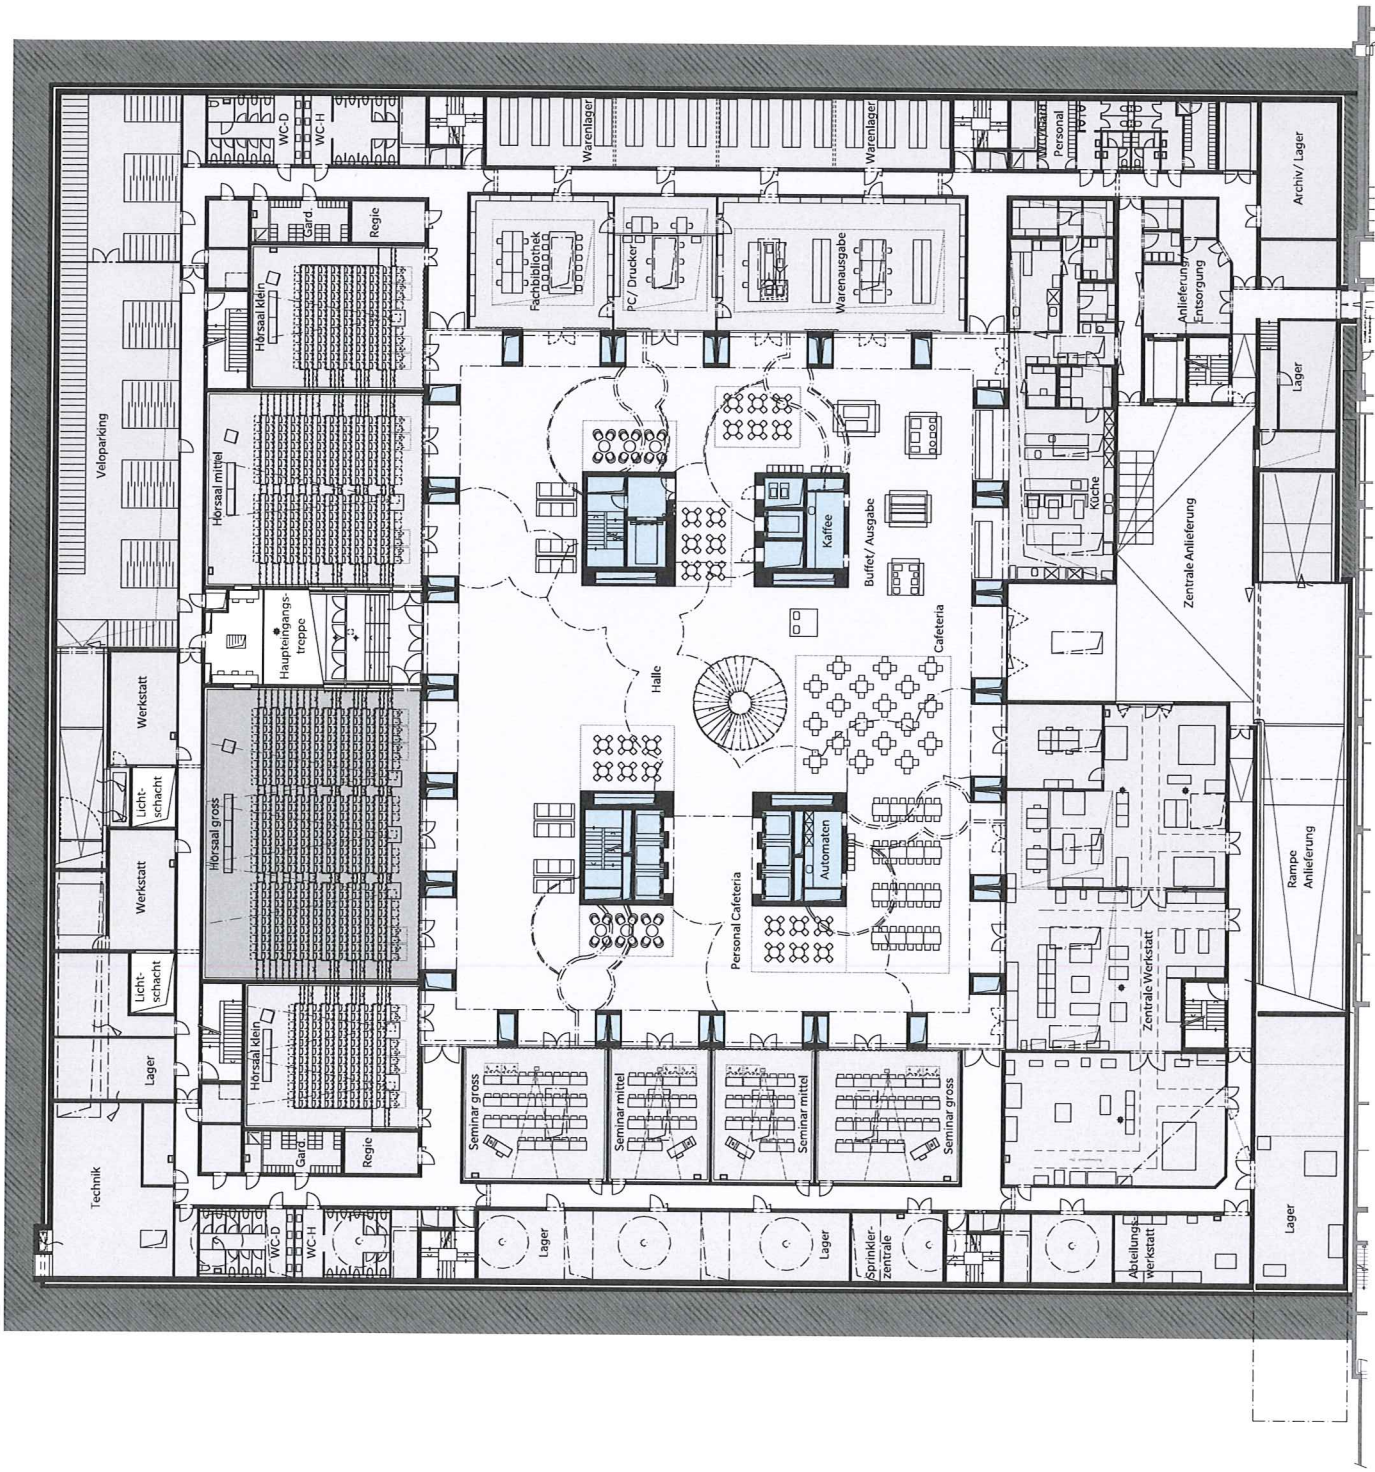 Veloparking
WC-D
WC-H
Warenlager
Warenlager
Personal
Archiv/ Lager
Gard.
Regie
Fachbibliothek
PC/ Drucker
Warenausgabe
Anlieferung/
Entsorgung
Lager
Hörsaal klein
Hörsaal mittel
Haupteingangs-
treppe
Hörsaal gross
Hörsaal klein
Gard.
Regie
Kaffee
Buffet/ Ausgabe
Küche
Zentrale Anlieferung
Halle
Cafeteria
Personal Cafeteria
Automaten
Werkstatt
Licht-
schacht
Werkstatt
Licht-
schacht
Lager
Technik
Zentrale Werkstatt
Rampe
Anlieferung
Seminar gross
Seminar mittel
Seminar mittel
Seminar gross
WC-D
WC-H
Lager
Lager
Sprinkler-
zentrale
Abteilungs-
werkstatt
Lager